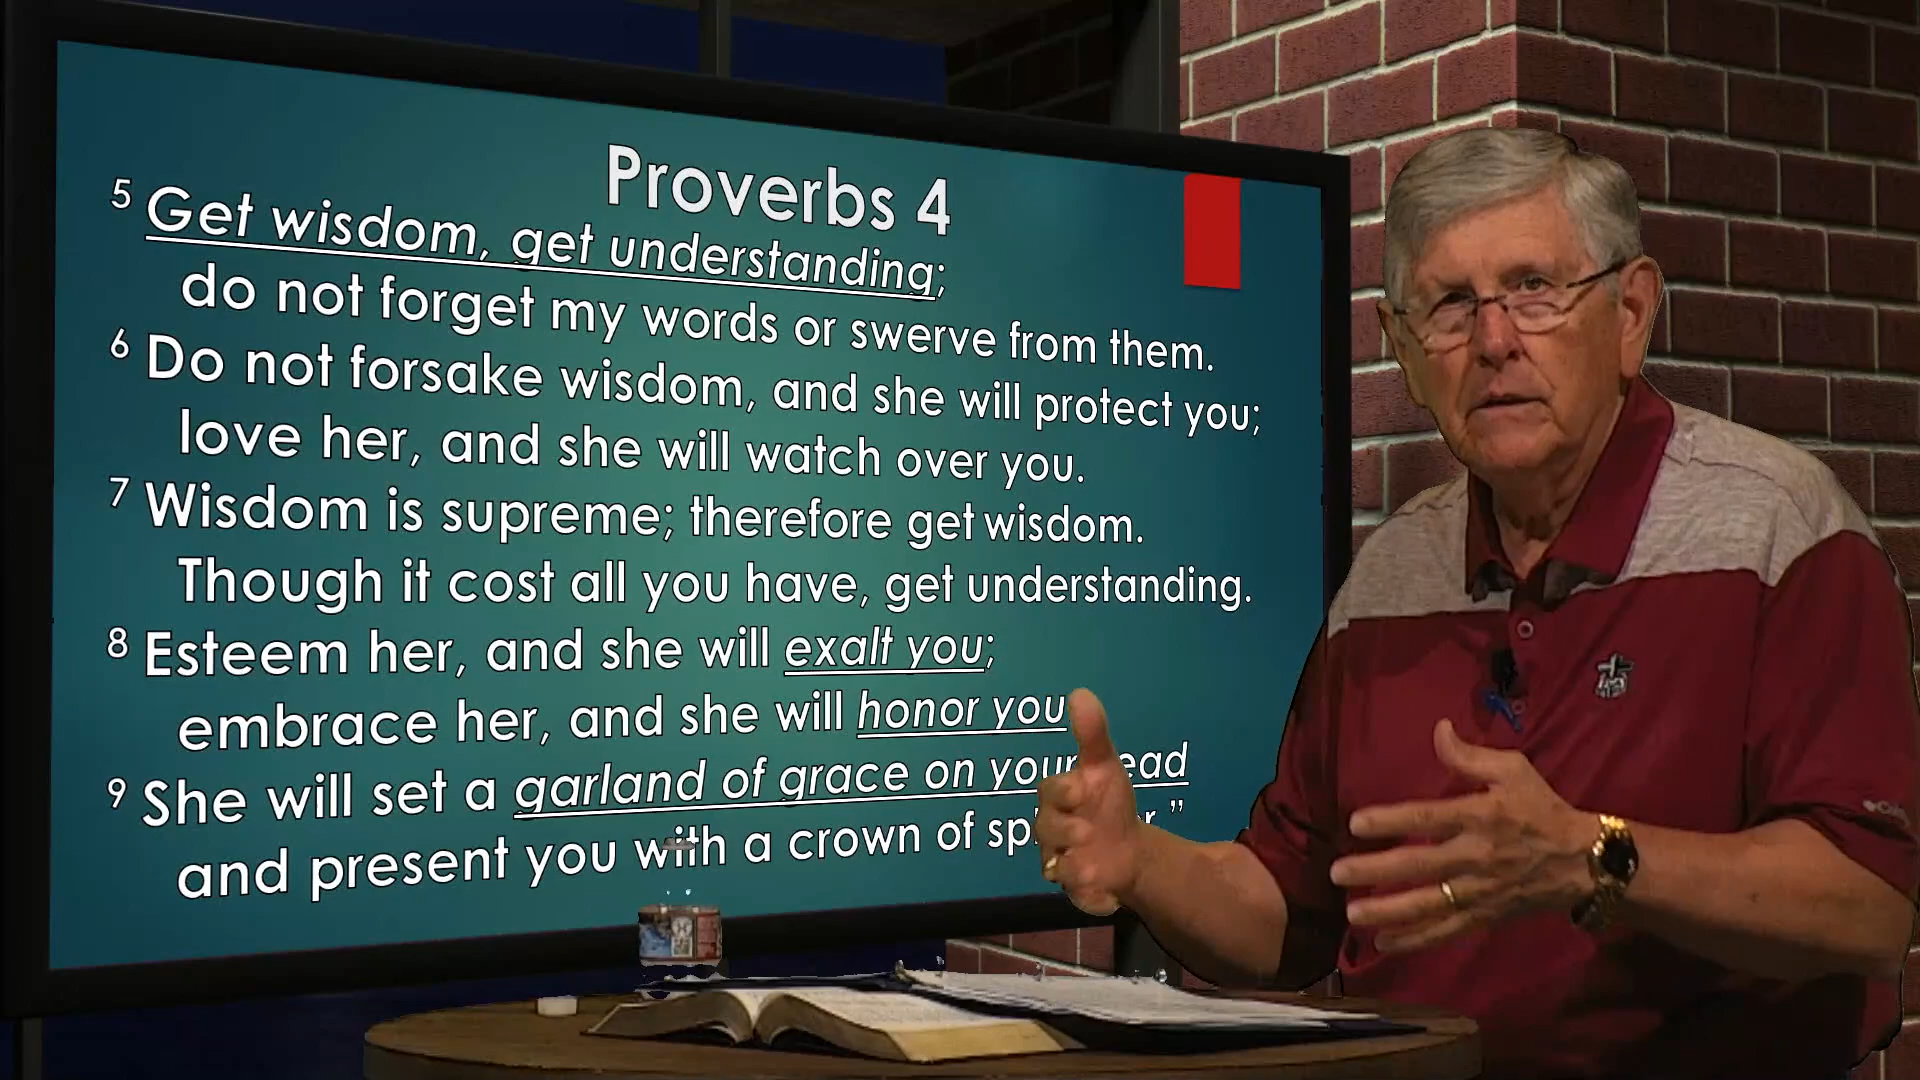 Proverbs 4
5 Get wisdom, get understanding;
do not forget my words or swerve from them.
6 Do not forsake wisdom, and she will protect you;
love her, and she will watch over you.
7 Wisdom is supreme; therefore get wisdom.
Though it cost all you have, get understanding.
8 Esteem her, and she will exalt you;
embrace her, and she will honor you
9 She will set a garland of grace on your ead
and present you with a crown of spl r.”